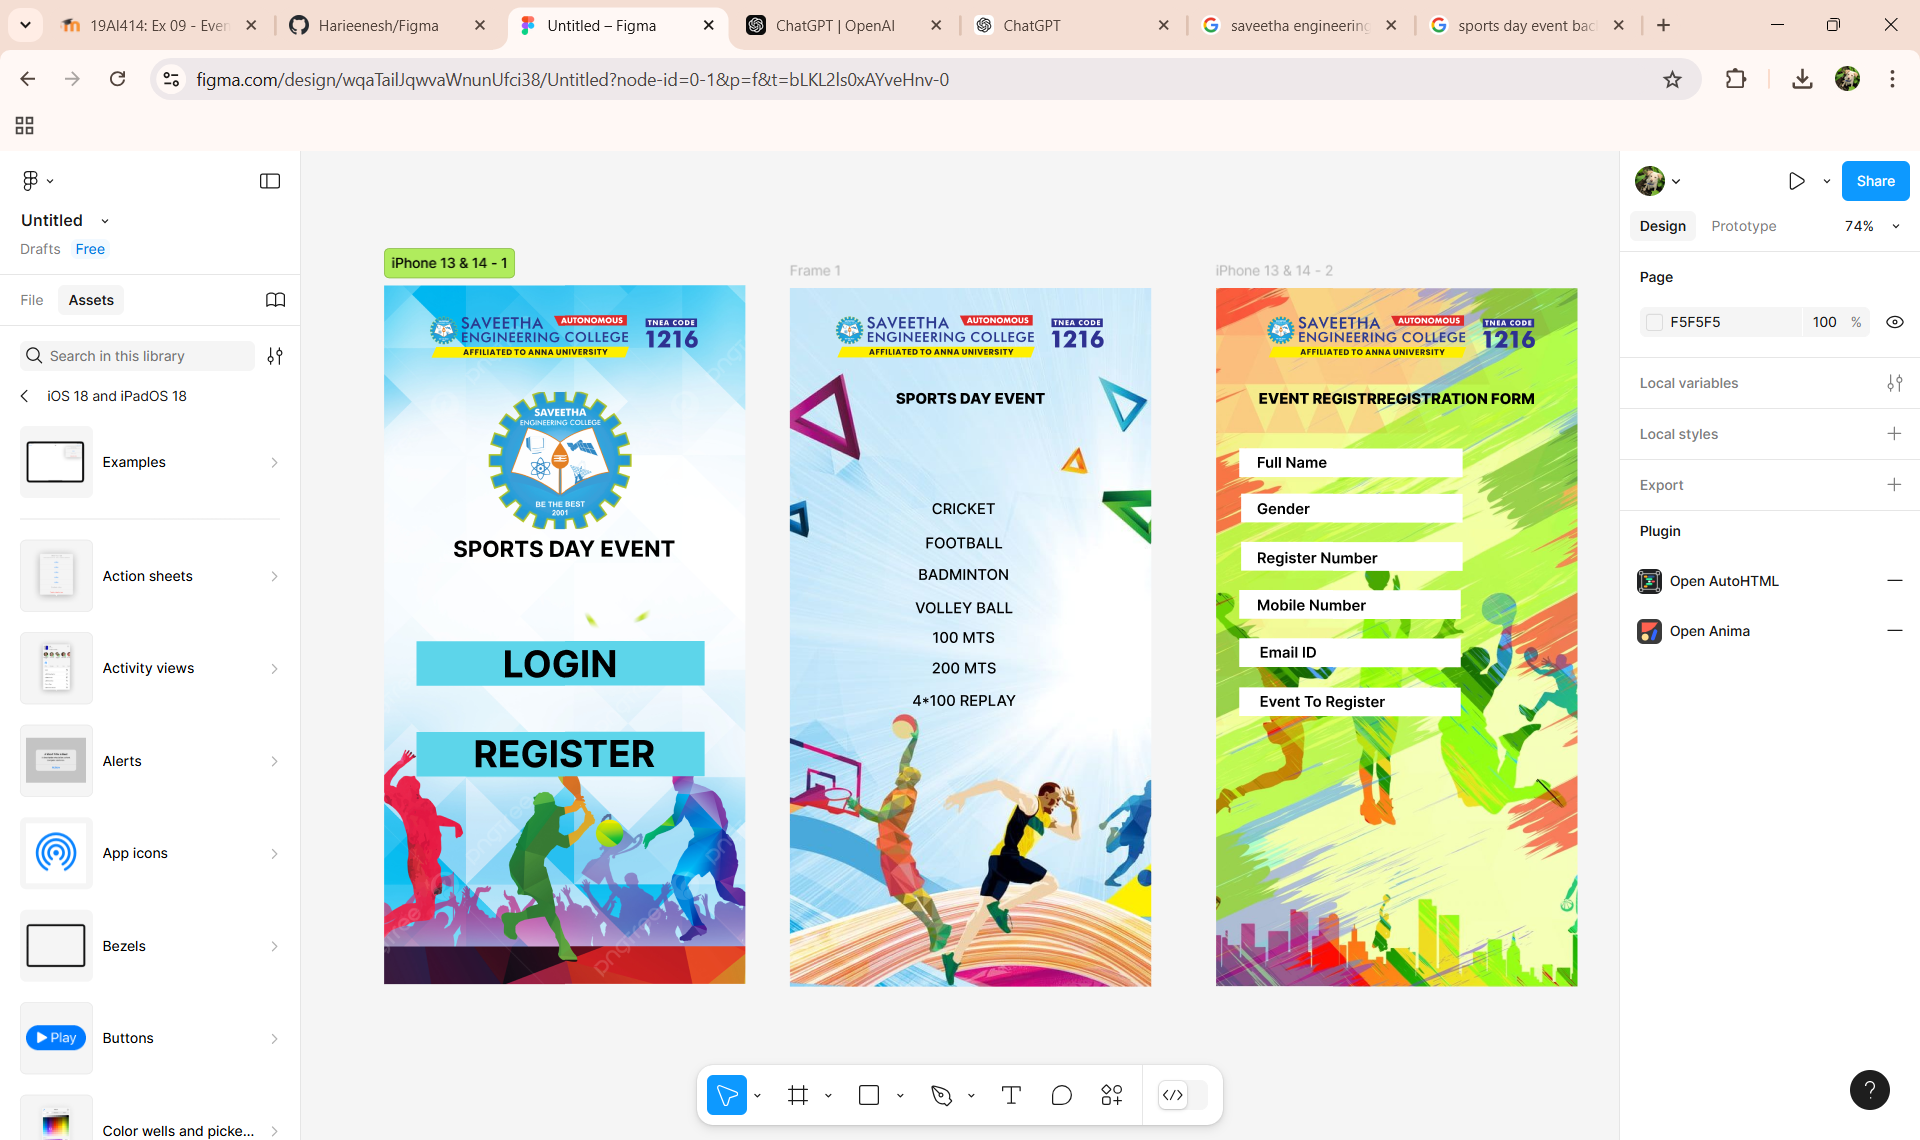 19AI414: Ex 09 - Even
Harieenesh/Figma
Untitled – Figma
ChatGPT | OpenAI
ChatGPT
saveetha engineering
sports day event bac
figma.com/design/wqaTailJqwvaWnunUfci38/Untitled?node-id=0-1&p=f&t=bLKL2ls0xAYveHnv-0
Untitled
Drafts Free
File Assets
Search in this library
iOS 18 and iPadOS 18
Examples
Action sheets
Activity views
Alerts
App icons
Bezels
Play
Buttons
Color wells and picke...
iPhone 13 & 14 - 1
SAVEETHA AUTONOMOUS
ENGINEERING COLLEGE
AFFILIATED TO ANNA UNIVERSITY
TNEA CODE
1216
SAVEETHA
ENGINEERING COLLEGE
BE THE BEST
2001
SPORTS DAY EVENT
LOGIN
REGISTER
Frame 1
SAVEETHA AUTONOMOUS
ENGINEERING COLLEGE
AFFILIATED TO ANNA UNIVERSITY
TNEA CODE
1216
SPORTS DAY EVENT
CRICKET
FOOTBALL
BADMINTON
VOLLEY BALL
100 MTS
200 MTS
4*100 REPLAY
iPhone 13 & 14 - 2
SAVEETHA AUTONOMOUS
ENGINEERING COLLEGE
AFFILIATED TO ANNA UNIVERSITY
TNEA CODE
1216
EVENT REGISTRREGISTRATION FORM
Full Name
Gender
Register Number
Mobile Number
Email ID
Event To Register
Share
Design Prototype 74%
Page
F5F5F5 100 %
Local variables
Local styles
Export
Plugin
Open AutoHTML
Open Anima
?